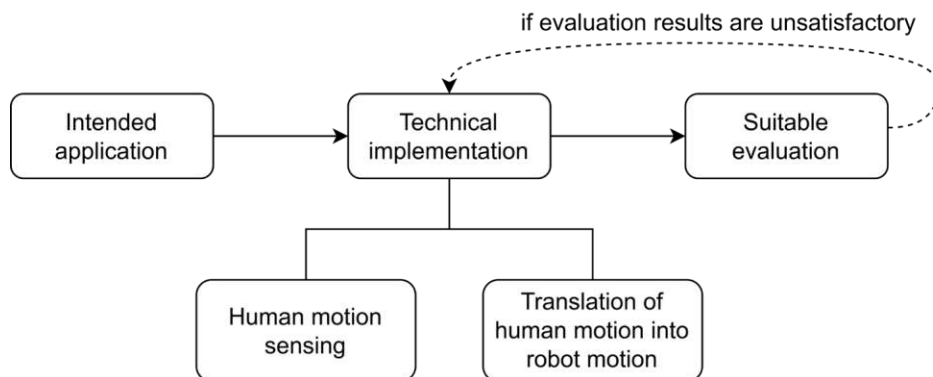 if evaluation results are unsatisfactory
Intended
application
Technical
implementation
Suitable
evaluation
Human motion
sensing
Translation of
human motion into
robot motion